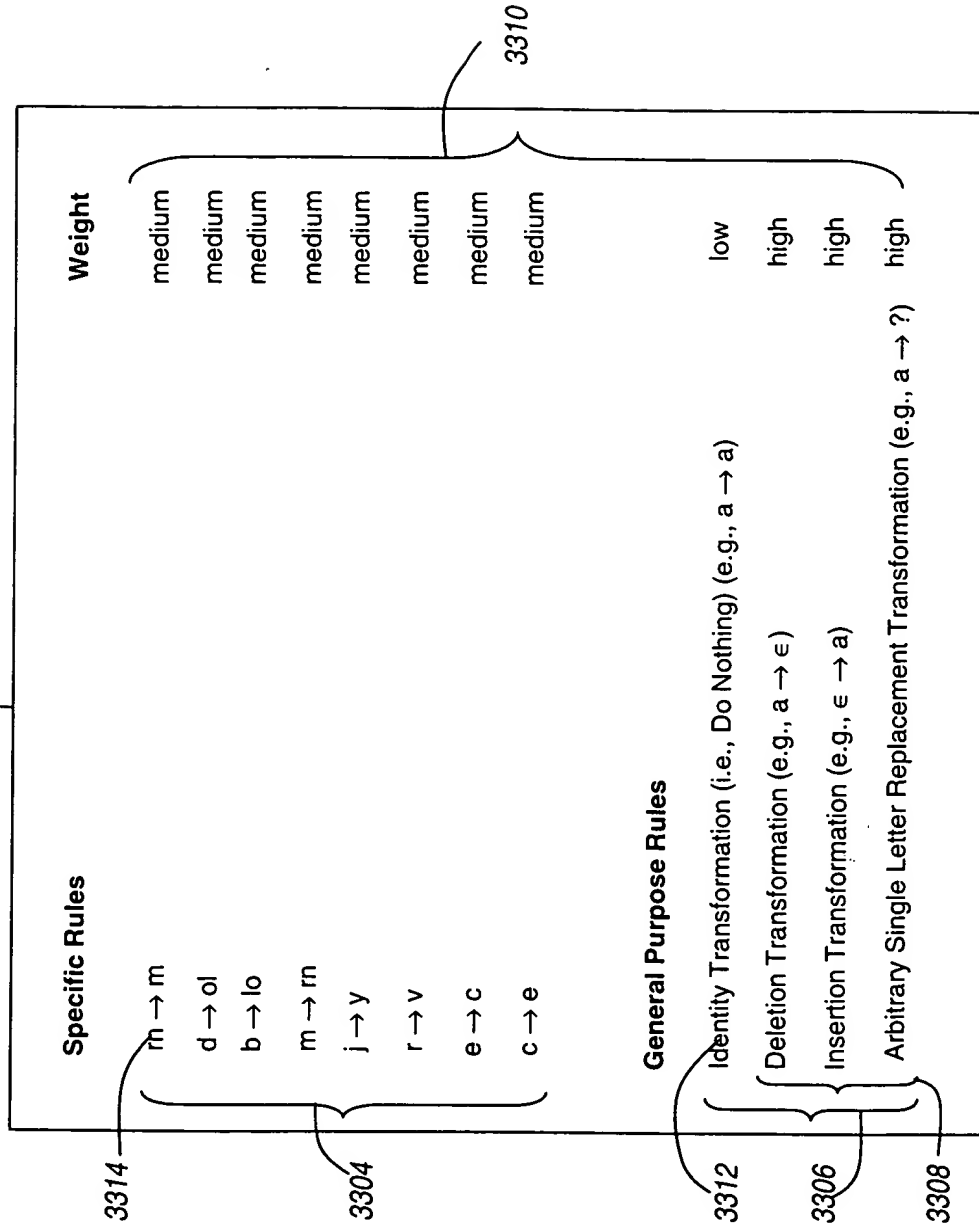 Specific Rules Weight
rn → m medium
d → ol medium
b → lo medium
m → rn medium
j → y medium
r → v medium
e → c medium
c → e medium
General Purpose Rules
Identity Transformation (i.e., Do Nothing) (e.g., a → a) low
Deletion Transformation (e.g., a → ∈) high
Insertion Transformation (e.g., ∈ → a) high
Arbitrary Single Letter Replacement Transformation (e.g., a → ?) high
3314
3304
3312
3306
3308
3310